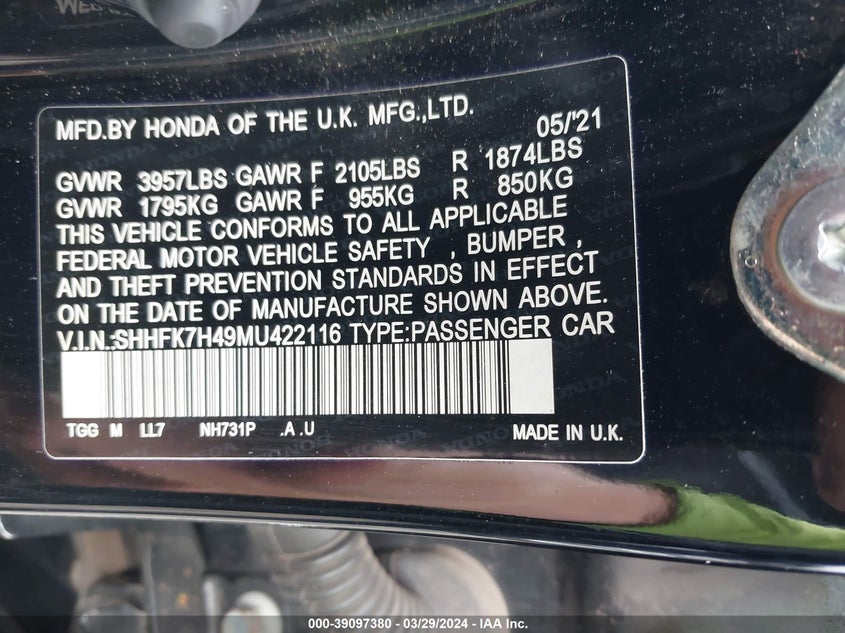 MFD.BY HONDA OF THE U.K. MFG.,LTD. 05/'21
GVWR 3957LBS GAWR F 2105LBS R 1874LBS
GVWR 1795KG GAWR F 955KG R 850KG
THIS VEHICLE CONFORMS TO ALL APPLICABLE
FEDERAL MOTOR VEHICLE SAFETY , BUMPER ,
AND THEFT PREVENTION STANDARDS IN EFFECT
ON THE DATE OF MANUFACTURE SHOWN ABOVE.
V.I.N.:SHHFK7H49MU422116 TYPE:PASSENGER CAR
TGG M LL7 NH731P .A .U MADE IN U.K.
000-39097380 / 03/29/2024 - IAA Inc.